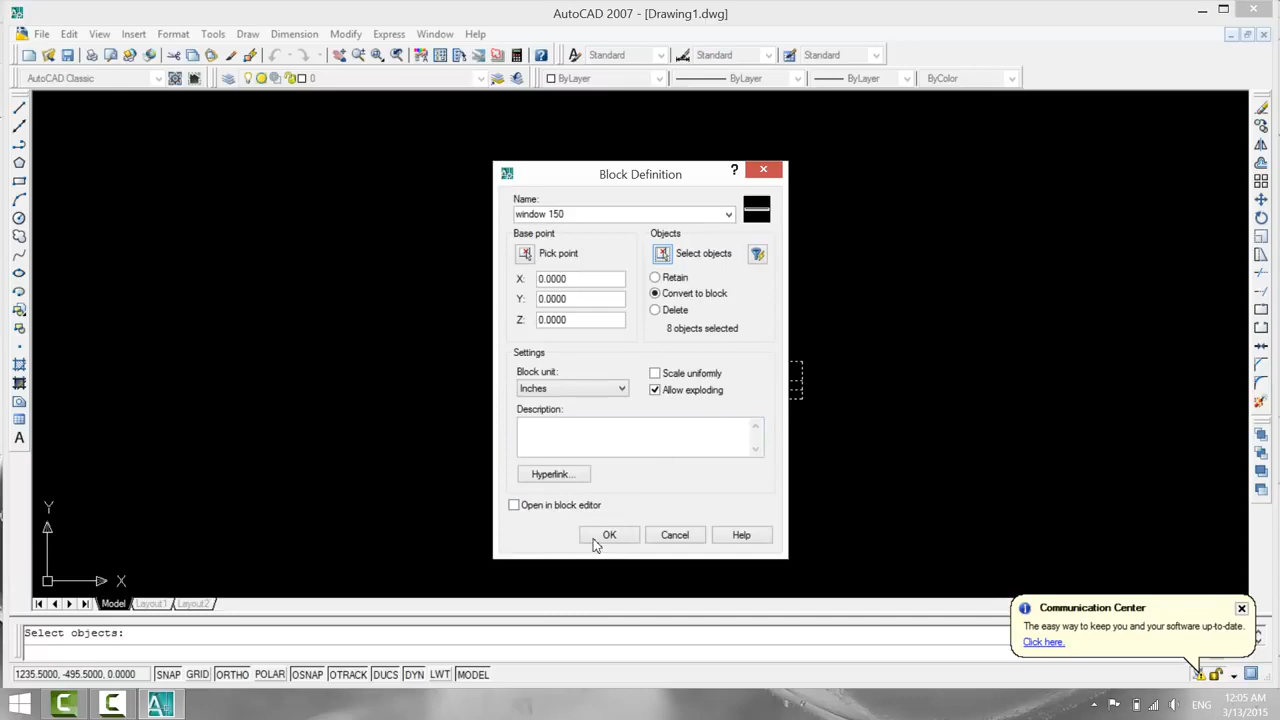 AutoCAD 2007 - [Drawing1.dwg]
File Edit View Insert Format Tools Draw Dimension Modify Express Window Help
Standard Standard Standard
AutoCAD Classic 0 ByLayer ByLayer ByLayer ByColor
Block Definition
Name:
window 150
Base point
Objects
Pick point
Select objects
X: 0.0000
Retain
Y: 0.0000
Convert to block
Z: 0.0000
Delete
8 objects selected
Settings
Block unit:
Scale uniformly
Inches
Allow exploding
Description:
Hyperlink...
Open in block editor
OK Cancel Help
Y
X
Model Layout1 Layout2
Communication Center
The easy way to keep you and your software up-to-date.
Click here.
Select objects:
1235.5000, -495.5000, 0.0000 SNAP GRID ORTHO POLAR OSNAP OTRACK DUCS DYN LWT MODEL
ENG
12:05 AM
3/13/2015